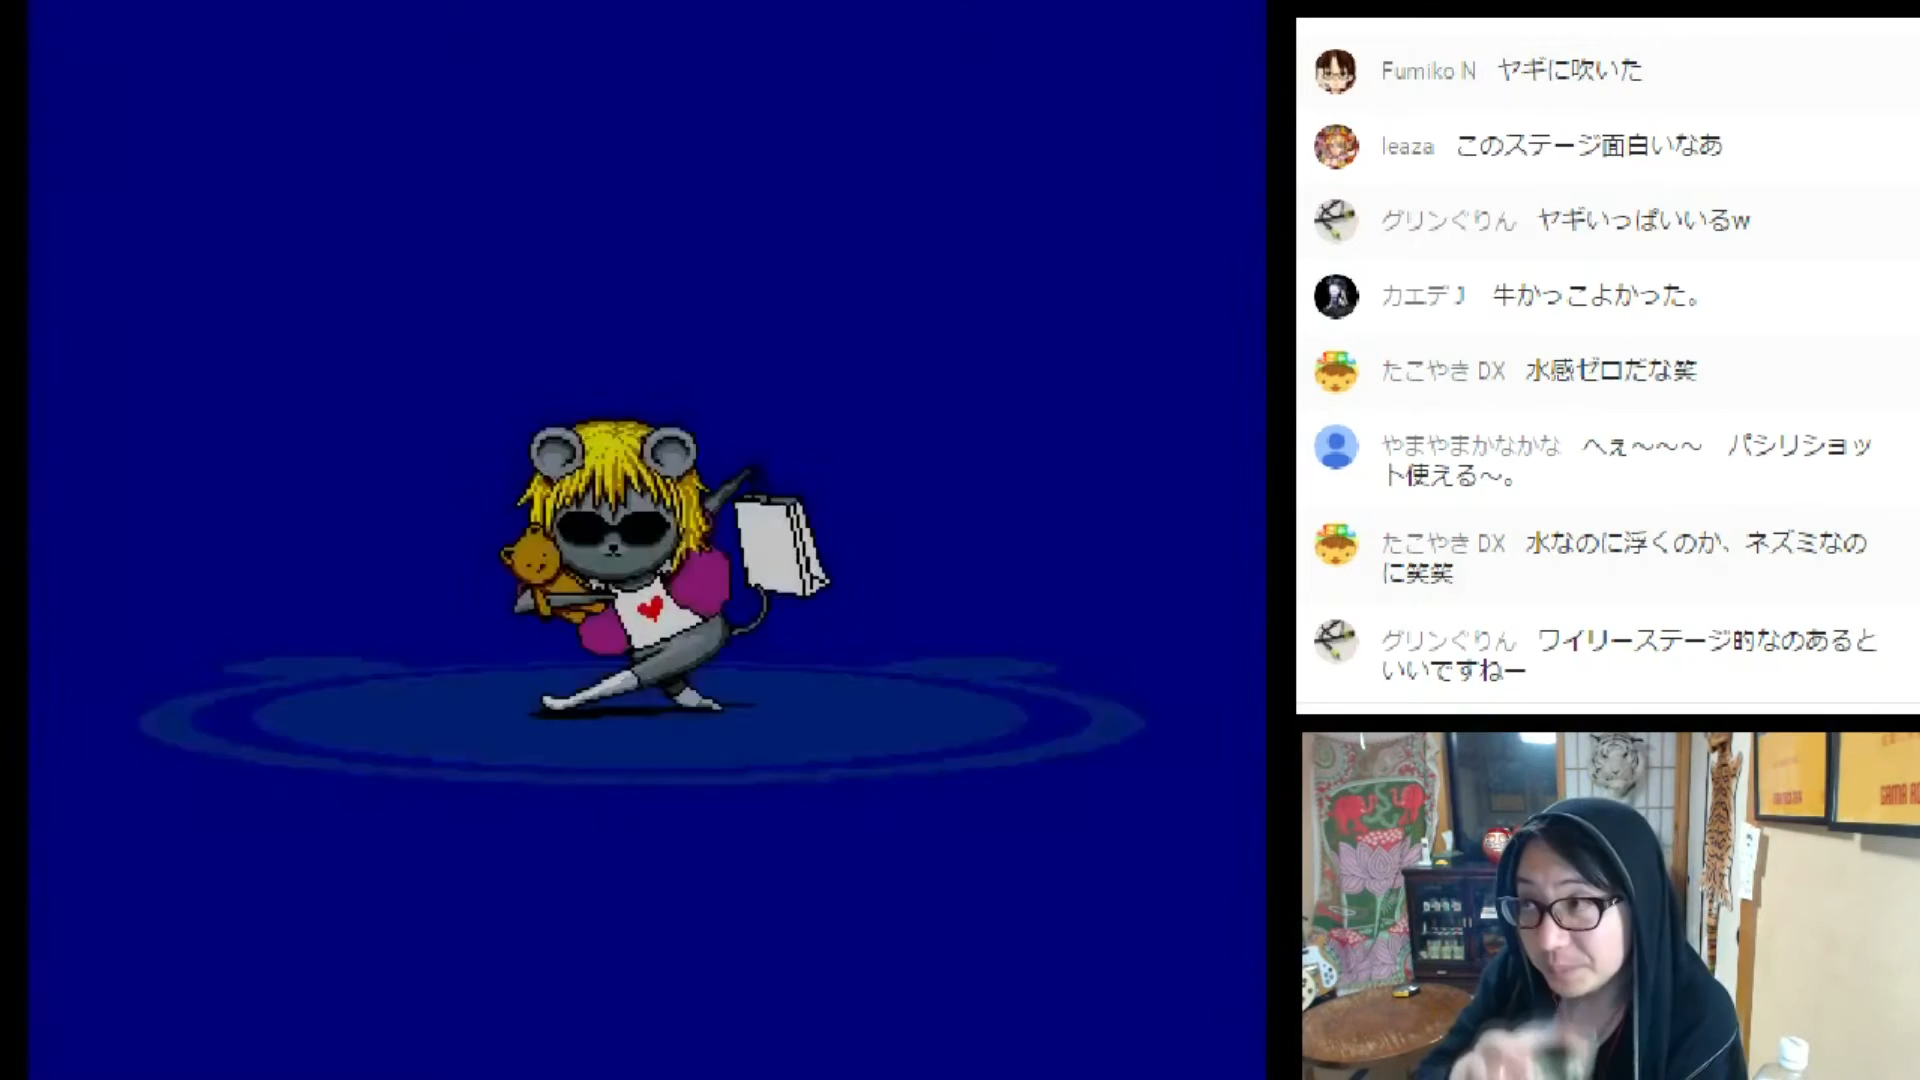 Fumiko N ヤギに吹いた
leaza このステージ面白いなあ
グリンぐりん ヤギいっぱいいるw
カエデJ 牛かっこよかった。
たこやき DX 水感ゼロだな笑
やまやまかなかな へぇ～～～ パシリショッ
ト使える～。
たこやき DX 水なのに浮くのか、ネズミなの
に笑笑
グリンぐりん ワイリーステージ的なのあると
いいですねー